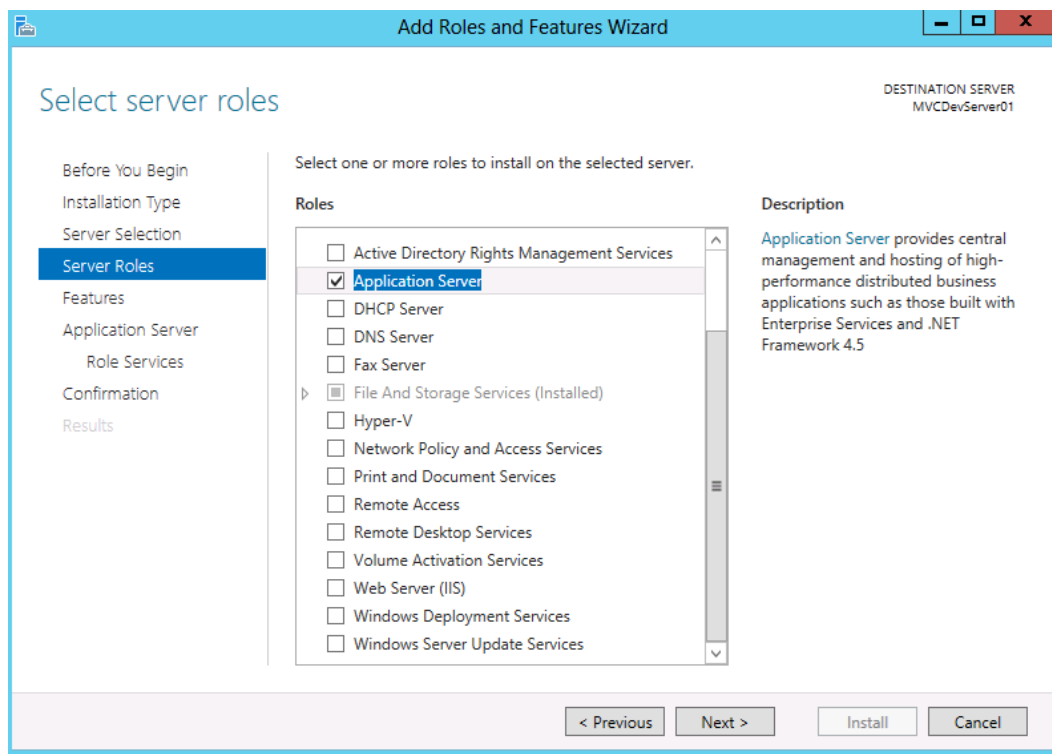 Add Roles and Features Wizard
Select server roles
DESTINATION SERVER
MVCDevServer01
Before You Begin
Installation Type
Server Selection
Server Roles
Features
Application Server
Role Services
Confirmation
Results
Select one or more roles to install on the selected server.
Roles
Active Directory Rights Management Services
Application Server
DHCP Server
DNS Server
Fax Server
File And Storage Services (Installed)
Hyper-V
Network Policy and Access Services
Print and Document Services
Remote Access
Remote Desktop Services
Volume Activation Services
Web Server (IIS)
Windows Deployment Services
Windows Server Update Services
Description
Application Server provides central
management and hosting of high-
performance distributed business
applications such as those built with
Enterprise Services and .NET
Framework 4.5
< Previous
Next >
Install
Cancel